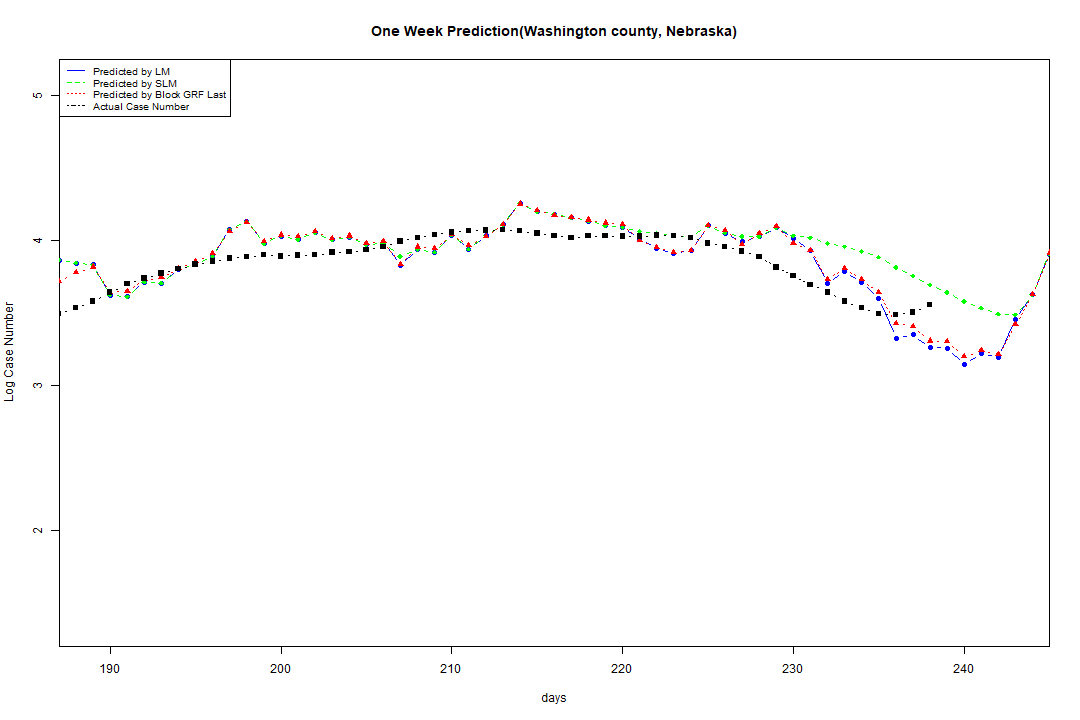 One Week Prediction(Washington county, Nebraska)
Predicted by LM
Predicted by SLM
Predicted by Block GRF Last
Actual Case Number
5
4
3
2
Log Case Number
190 200 210 220 230 240
days